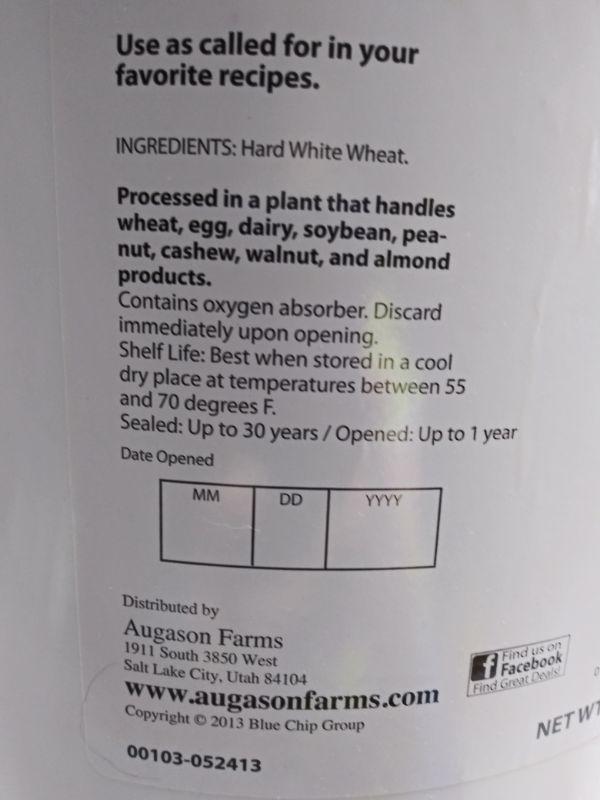 Use as called for in your
favorite recipes.
INGREDIENTS: Hard White Wheat.
Processed in a plant that handles
wheat, egg, dairy, soybean, pea-
nut, cashew, walnut, and almond
products.
Contains oxygen absorber. Discard
immediately upon opening.
Shelf Life: Best when stored in a cool
dry place at temperatures between 55
and 70 degrees F.
Sealed: Up to 30 years / Opened: Up to 1 year
Date Opened
MM DD YYYY
Distributed by
Augason Farms
1911 South 3850 West
Salt Lake City, Utah 84104
www.augasonfarms.com
Copyright © 2013 Blue Chip Group
00103-052413
f Find us on
Facebook
Find Great Deals!
NET WT